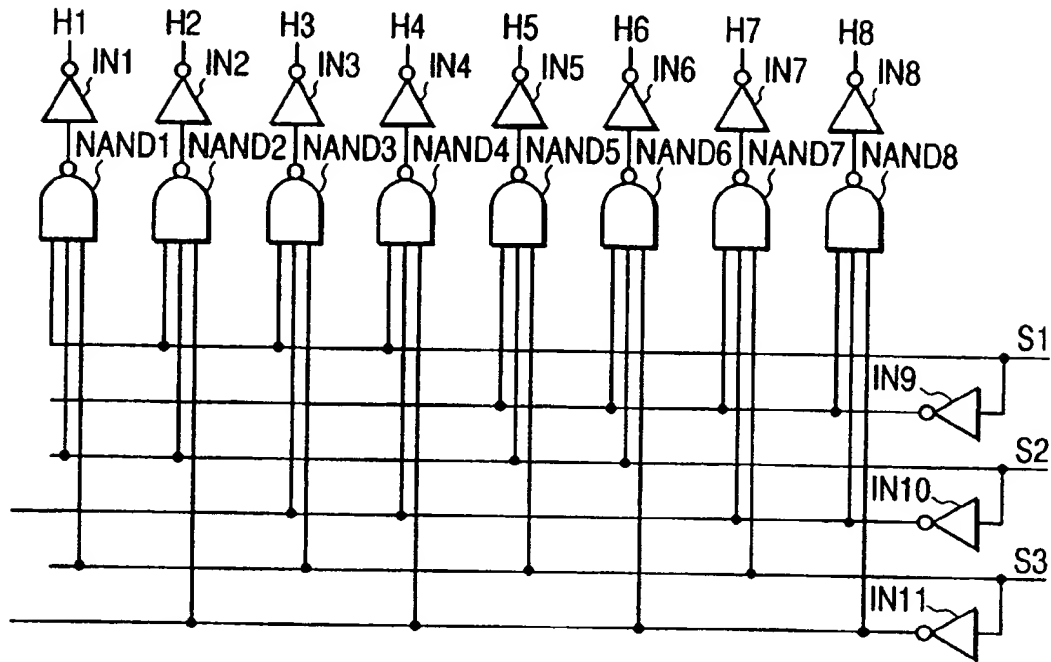 H1 H2 H3 H4 H5 H6 H7 H8
IN1 IN2 IN3 IN4 IN5 IN6 IN7 IN8
NAND1 NAND2 NAND3 NAND4 NAND5 NAND6 NAND7 NAND8
S1
IN9
S2
IN10
S3
IN11